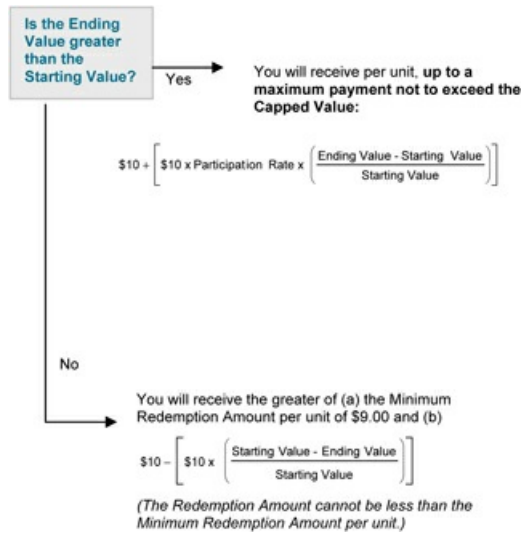 Is the Ending
Value greater
than the
Starting Value?
Yes
You will receive per unit, up to a
maximum payment not to exceed the
Capped Value:
$10 + [ $10 x Participation Rate x ( Ending Value - Starting Value
Starting Value ) ]
No
You will receive the greater of (a) the Minimum
Redemption Amount per unit of $9.00 and (b)
$10 – [ $10 x ( Starting Value - Ending Value
Starting Value ) ]
(The Redemption Amount cannot be less than the
Minimum Redemption Amount per unit.)